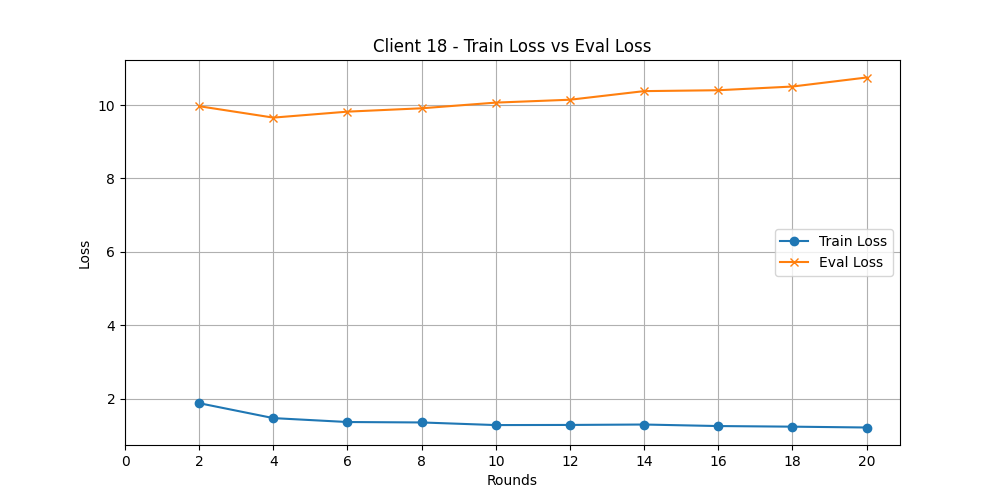 Client 18 - Train Loss vs Eval Loss
Loss
10
8
6
4
2
Train Loss
Eval Loss
0 2 4 6 8 10 12 14 16 18 20
Rounds